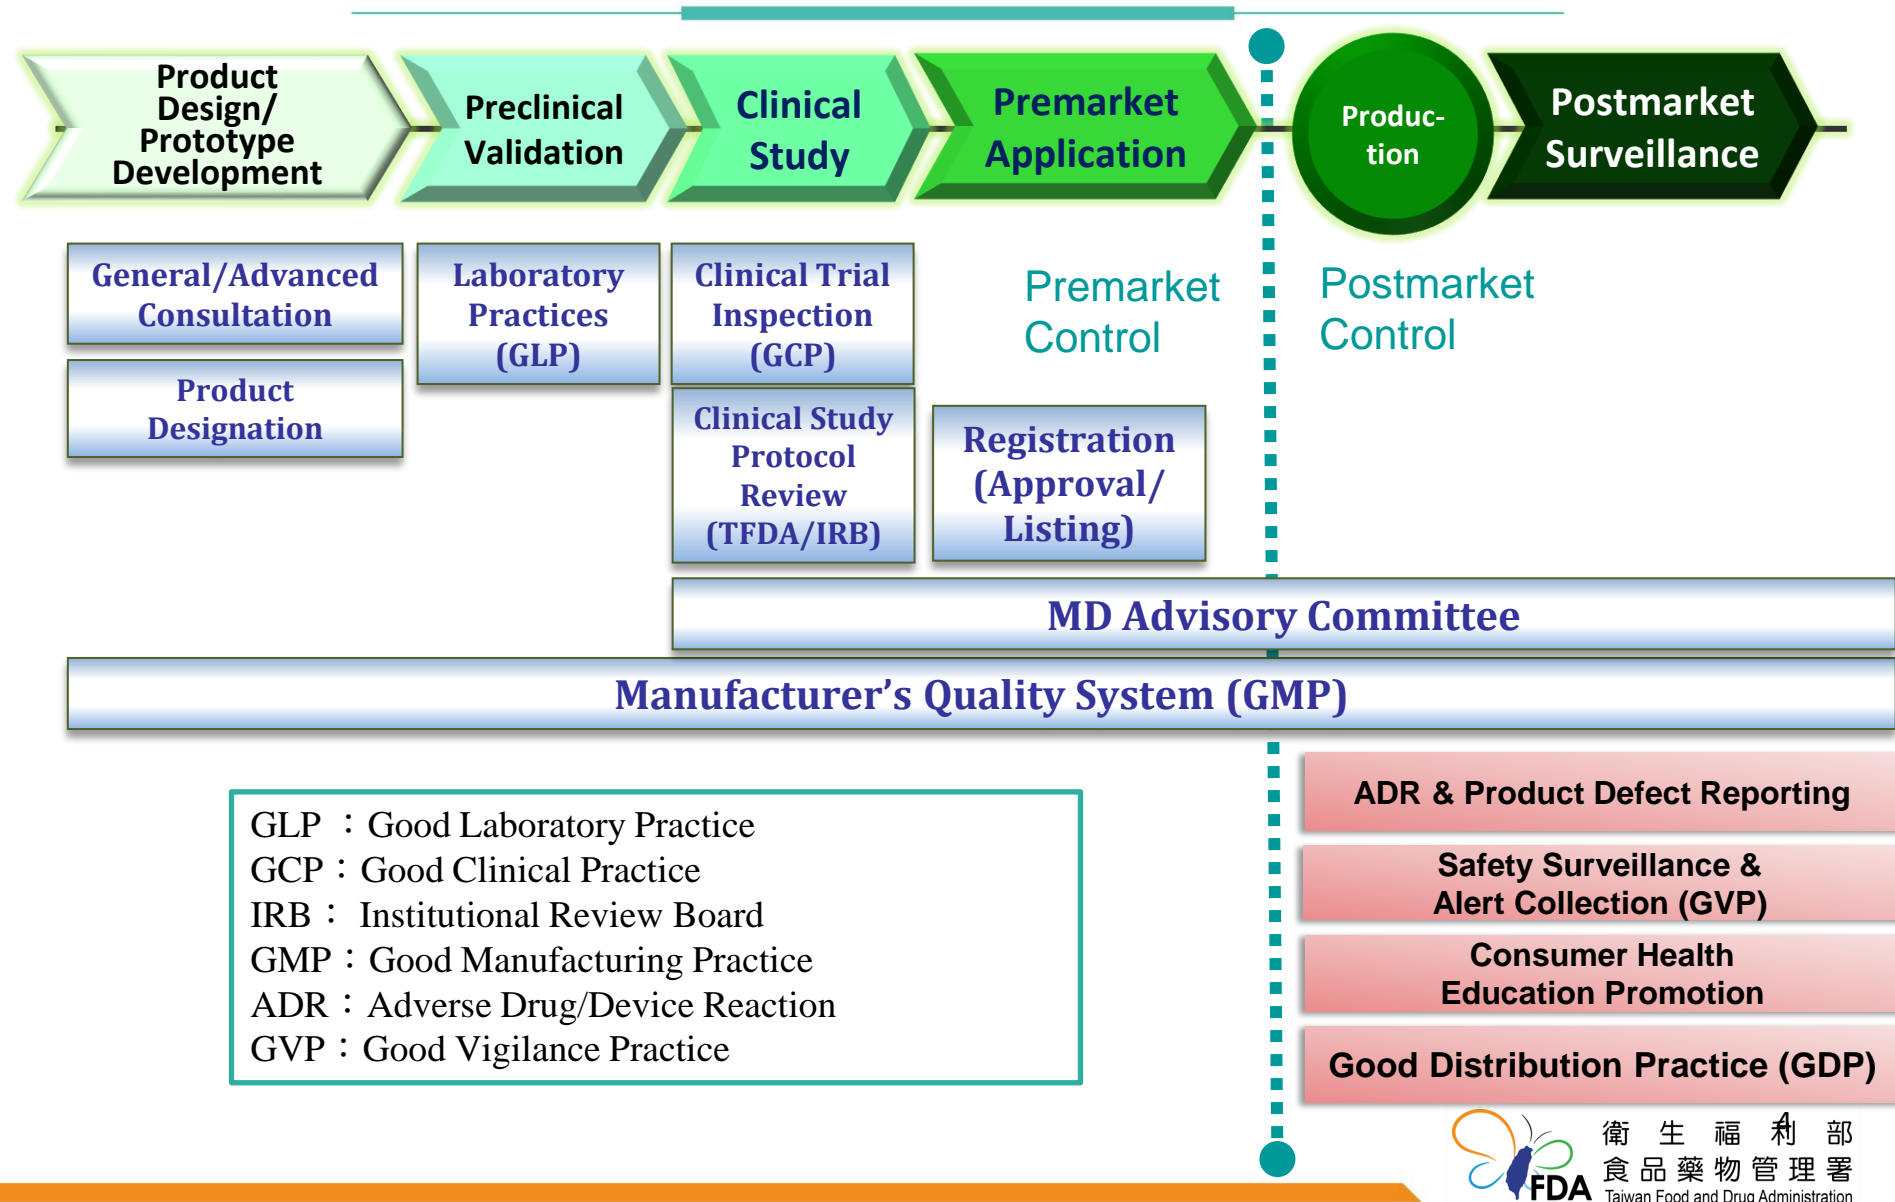 Product
Design/
Prototype
Development
Preclinical
Validation
Clinical
Study
Premarket
Application
Produc-
tion
Postmarket
Surveillance
General/Advanced
Consultation
Product
Designation
Laboratory
Practices
(GLP)
Clinical Trial
Inspection
(GCP)
Clinical Study
Protocol
Review
(TFDA/IRB)
Premarket
Control
Registration
(Approval/
Listing)
Postmarket
Control
MD Advisory Committee
Manufacturer’s Quality System (GMP)
GLP ：Good Laboratory Practice
GCP：Good Clinical Practice
IRB： Institutional Review Board
GMP：Good Manufacturing Practice
ADR：Adverse Drug/Device Reaction
GVP：Good Vigilance Practice
ADR & Product Defect Reporting
Safety Surveillance &
Alert Collection (GVP)
Consumer Health
Education Promotion
Good Distribution Practice (GDP)
4
衛生福利部
食品藥物管理署
FDA
Taiwan Food and Drug Administration